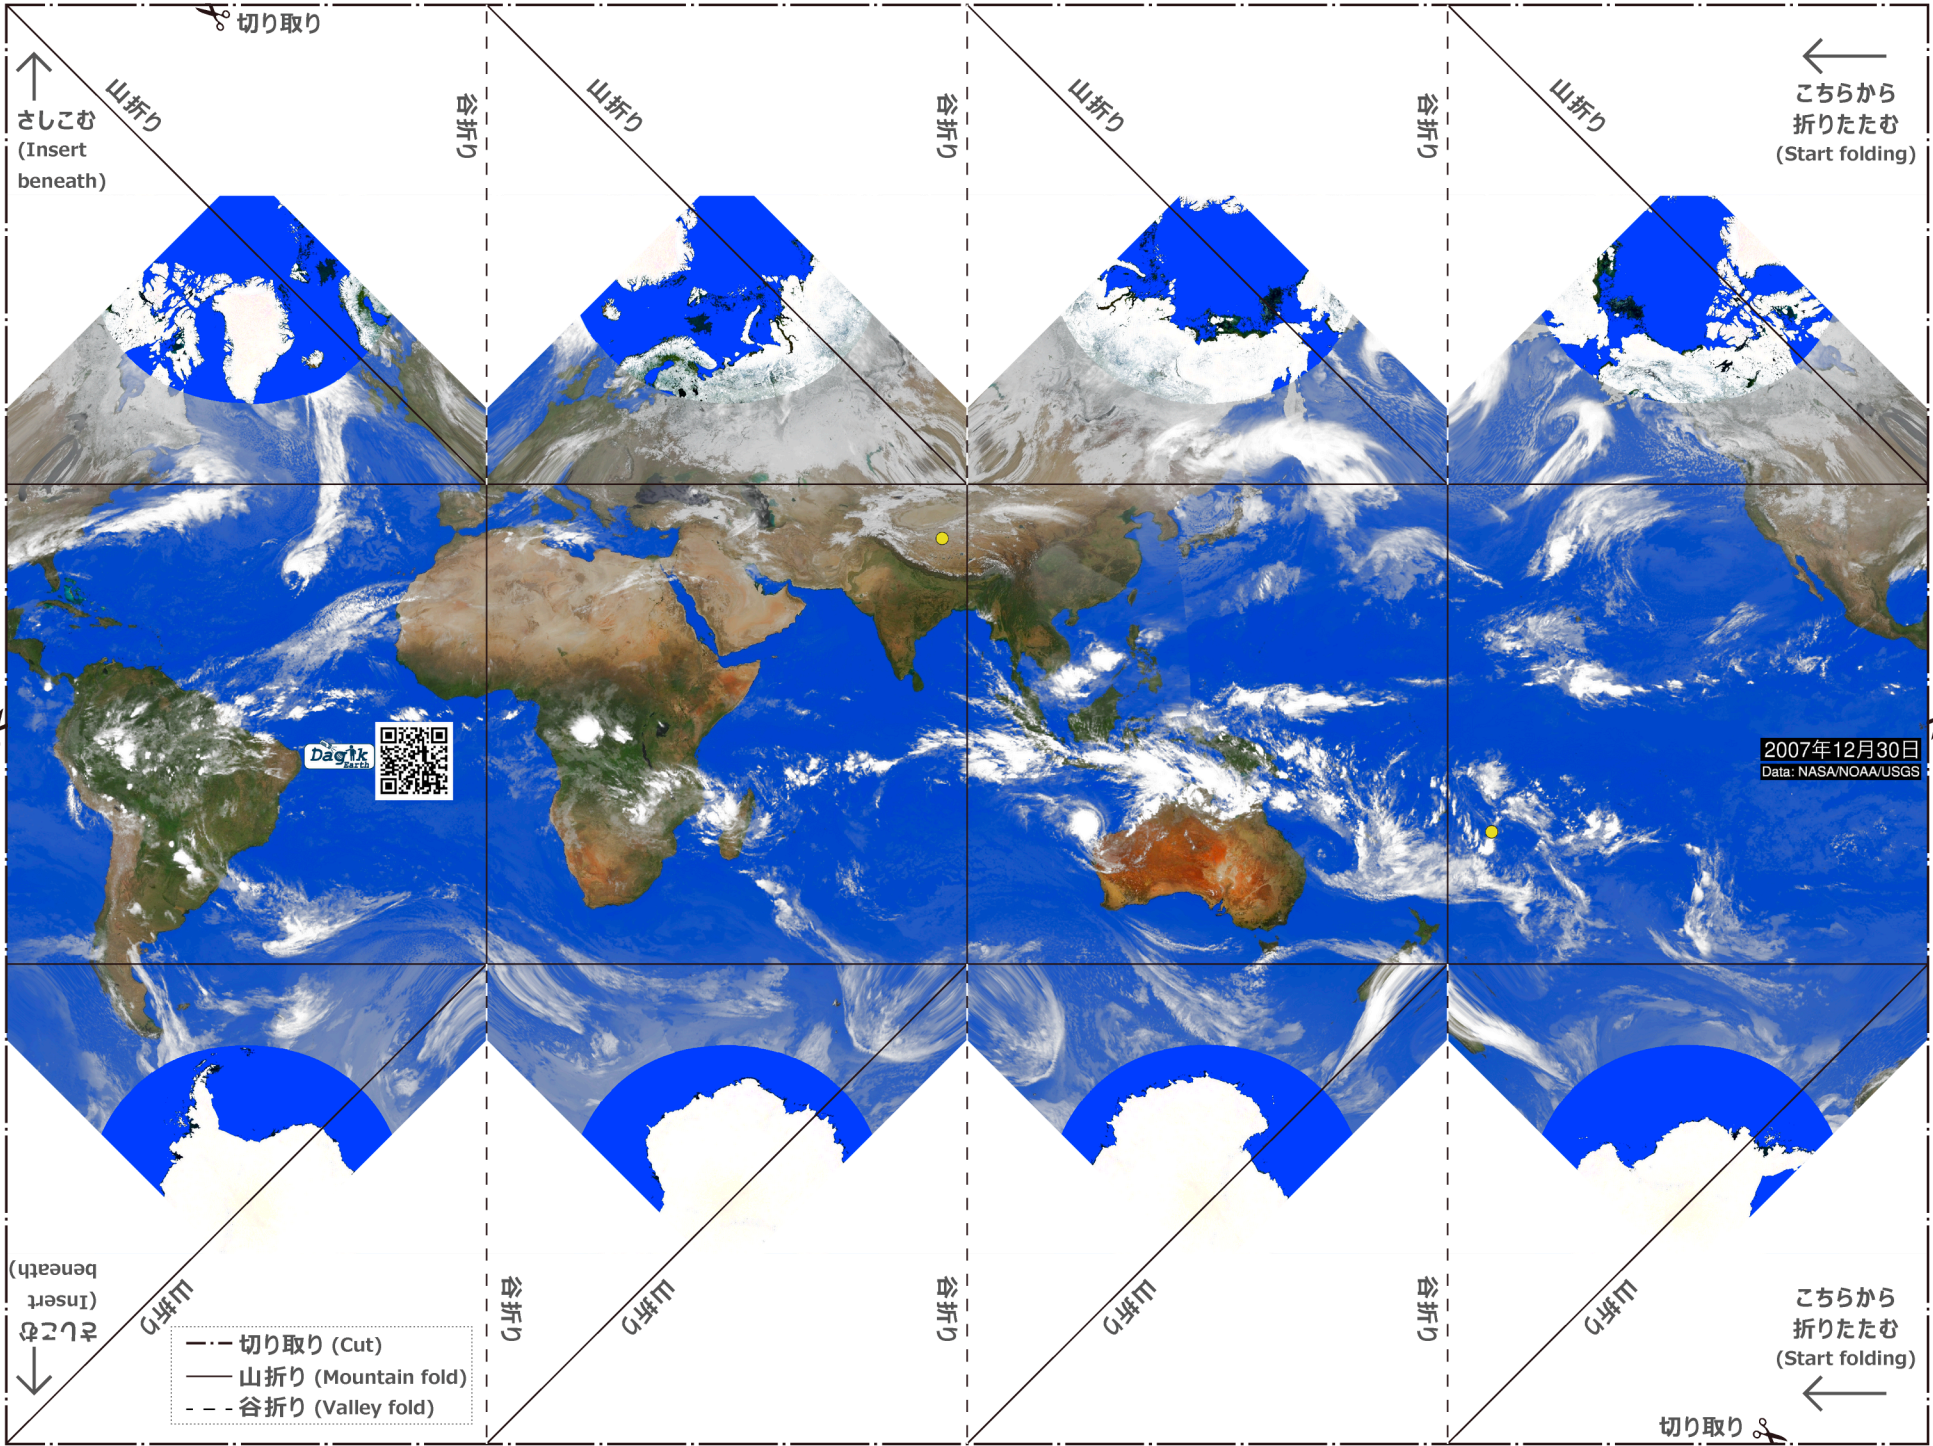 切り取り
山折り
谷折り
山折り
谷折り
山折り
谷折り
山折り
さしこむ
(Insert
beneath)
こちらから
折りたたむ
(Start folding)
Dagik
Earth
2007年12月30日
Data: NASA/NOAA/USGS
さしこむ
(Insert
beneath)
山折り
谷折り
山折り
谷折り
山折り
谷折り
山折り
こちらから
折りたたむ
(Start folding)
切り取り (Cut)
山折り (Mountain fold)
谷折り (Valley fold)
切り取り